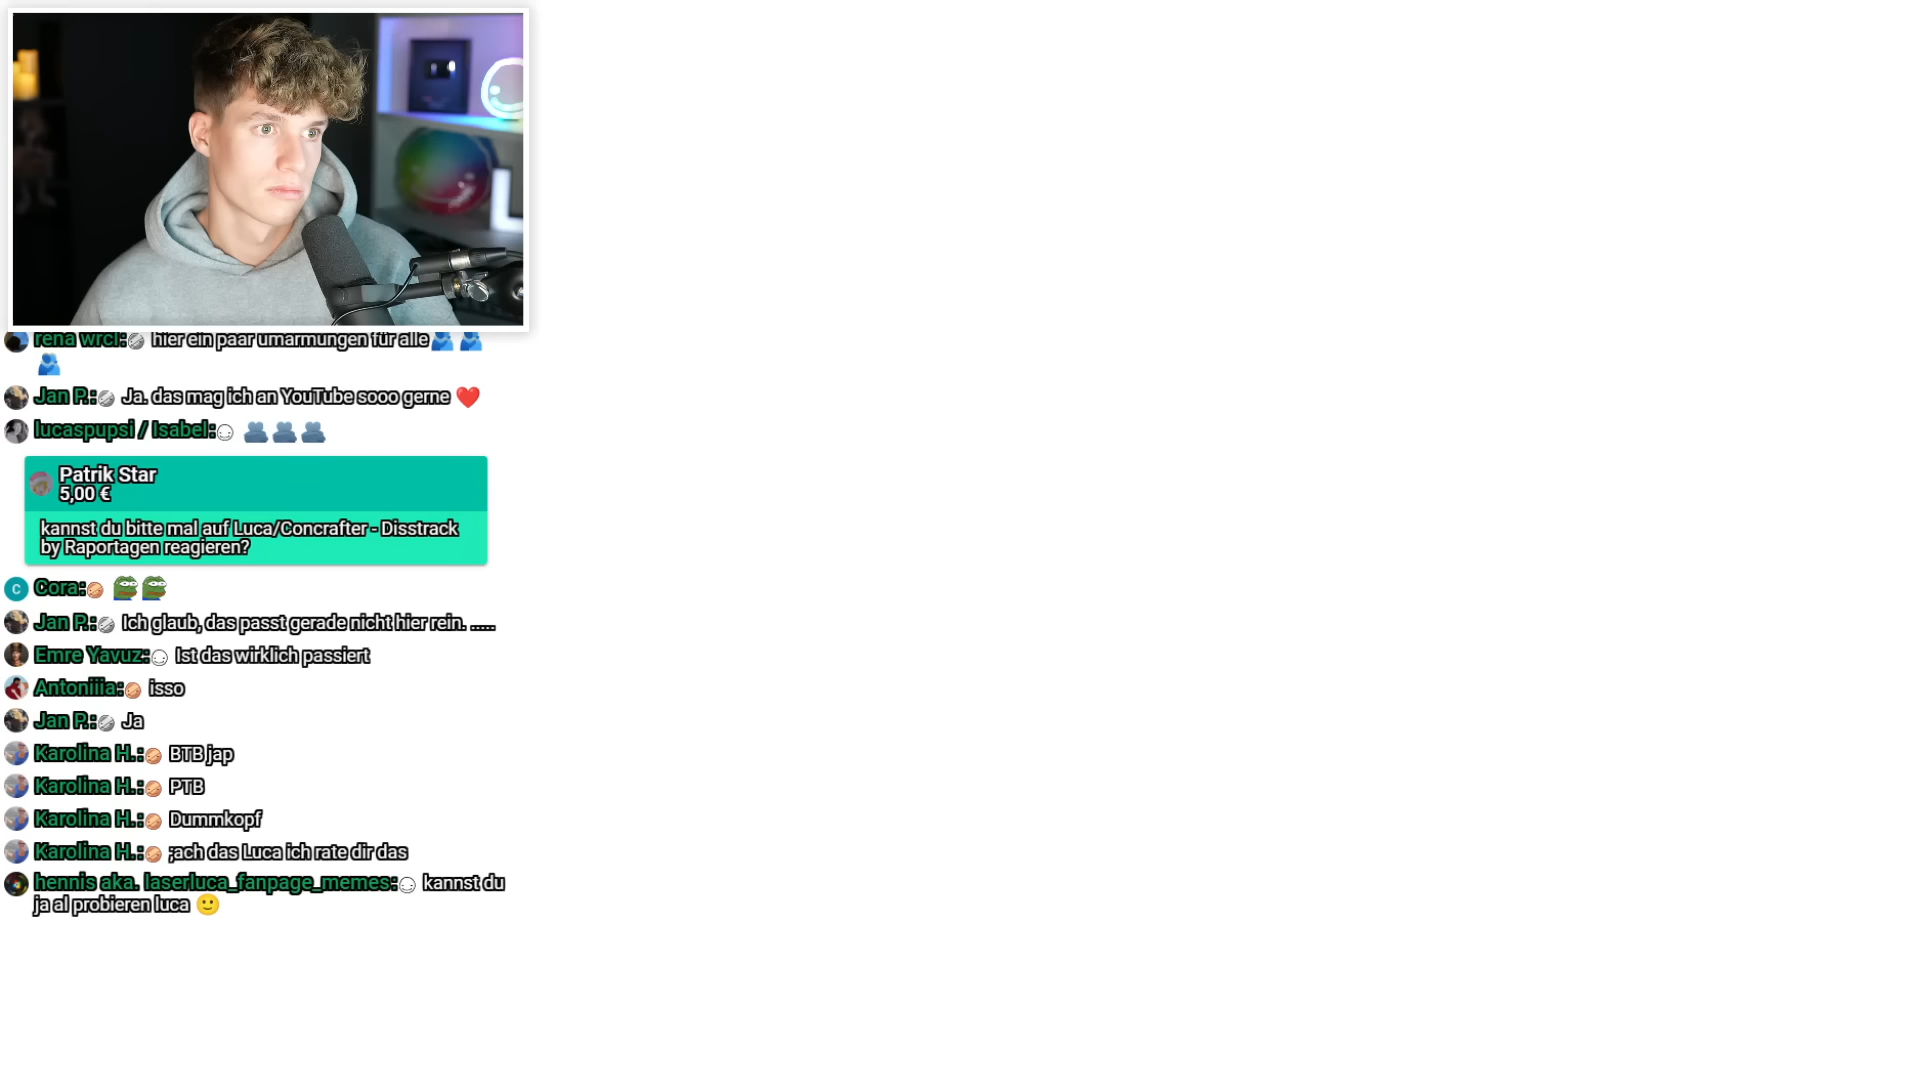 rena wrcl: hier ein paar umarmungen für alle
Jan P.: Ja. das mag ich an YouTube sooo gerne ❤️
lucaspupsi / Isabel:
Patrik Star
5,00 €
kannst du bitte mal auf Luca/Concrafter - Disstrack
by Raportagen reagieren?
C Cora:
Jan P.: Ich glaub, das passt gerade nicht hier rein. .....
Emre Yavuz: Ist das wirklich passiert
Antoniiia: isso
Jan P.: Ja
Karolina H.: BTB jap
Karolina H.: PTB
Karolina H.: Dummkopf
Karolina H.: ;ach das Luca ich rate dir das
hennis aka. laserluca_fanpage_memes: kannst du
ja al probieren luca 🙂